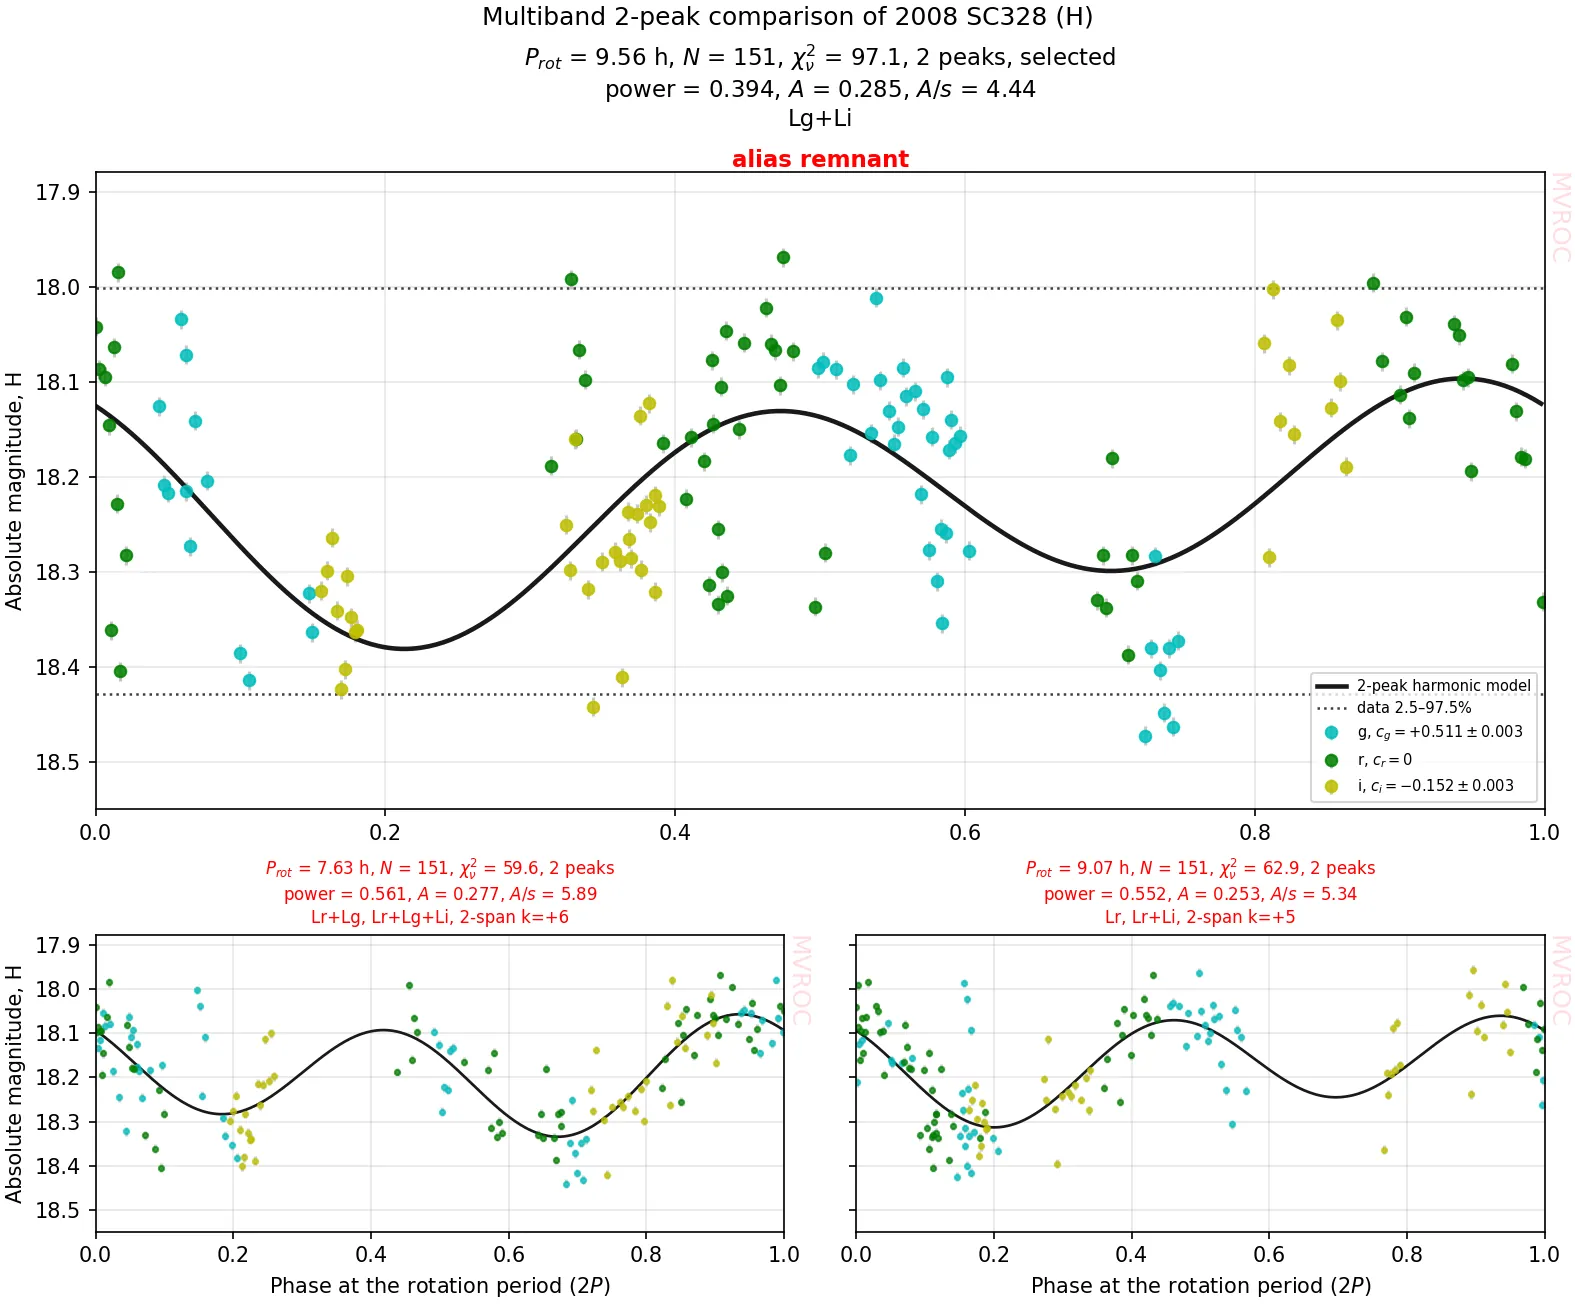 Multiband 2-peak comparison of 2008 SC328 (H)
P_rot = 9.56 h, N = 151, χ²_ν = 97.1, 2 peaks, selected
power = 0.394, A = 0.285, A/s = 4.44
Lg+Li
alias remnant
MVROC
17.9
18.0
18.1
18.2
18.3
18.4
18.5
Absolute magnitude, H
2-peak harmonic model
data 2.5–97.5%
g, c_g = +0.511 ± 0.003
r, c_r = 0
i, c_i = −0.152 ± 0.003
0.0 0.2 0.4 0.6 0.8 1.0
P_rot = 7.63 h, N = 151, χ²_ν = 59.6, 2 peaks
power = 0.561, A = 0.277, A/s = 5.89
Lr+Lg, Lr+Lg+Li, 2-span k=+6
MVROC
17.9
18.0
18.1
18.2
18.3
18.4
18.5
Absolute magnitude, H
0.0 0.2 0.4 0.6 0.8 1.0
Phase at the rotation period (2P)
P_rot = 9.07 h, N = 151, χ²_ν = 62.9, 2 peaks
power = 0.552, A = 0.253, A/s = 5.34
Lr, Lr+Li, 2-span k=+5
MVROC
0.0 0.2 0.4 0.6 0.8 1.0
Phase at the rotation period (2P)